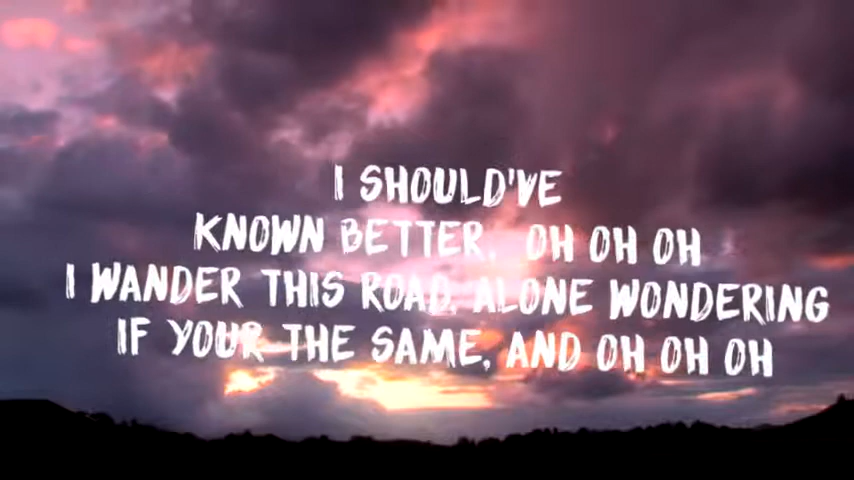 I SHOULD'VE
KNOWN BETTER, OH OH OH
I WANDER THIS ROAD, ALONE WONDERING
IF YOUR THE SAME, AND OH OH OH